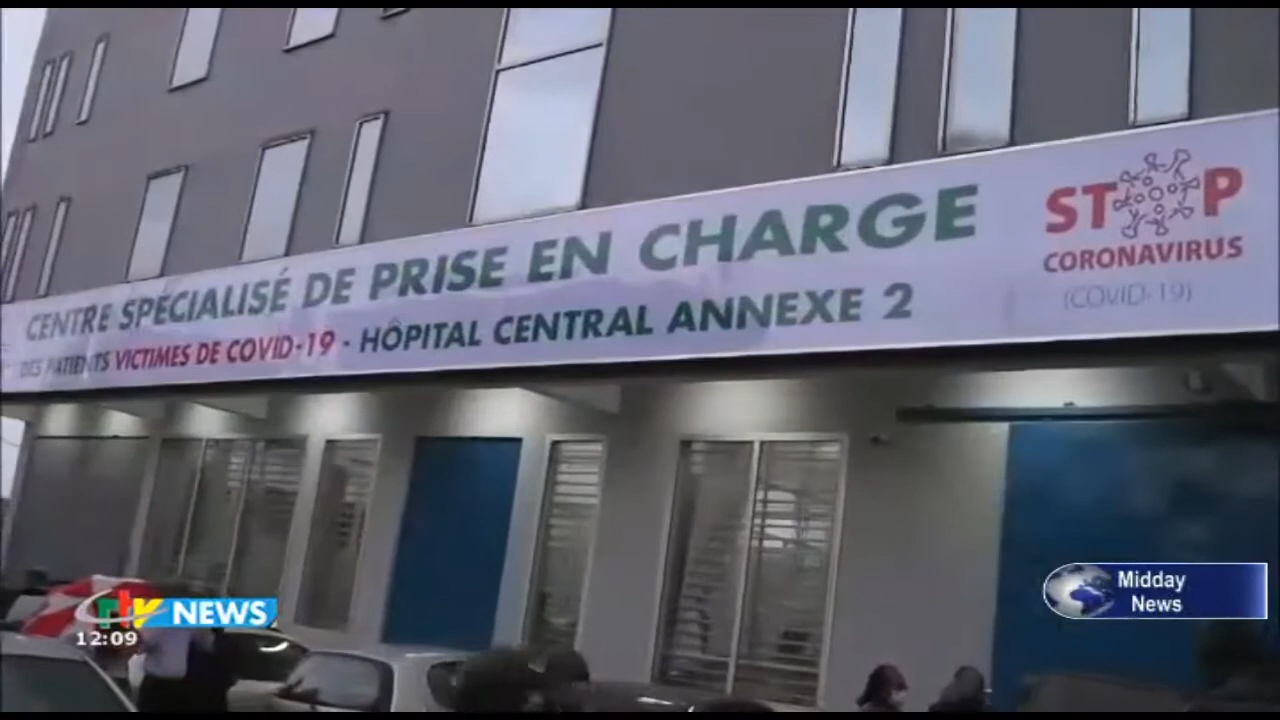 CENTRE SPÉCIALISÉ DE PRISE EN CHARGE
DES PATIENTS VICTIMES DE COVID-19 - HÔPITAL CENTRAL ANNEXE 2
STOP
CORONAVIRUS
(COVID-19)
crtv NEWS
12:09
Midday
News